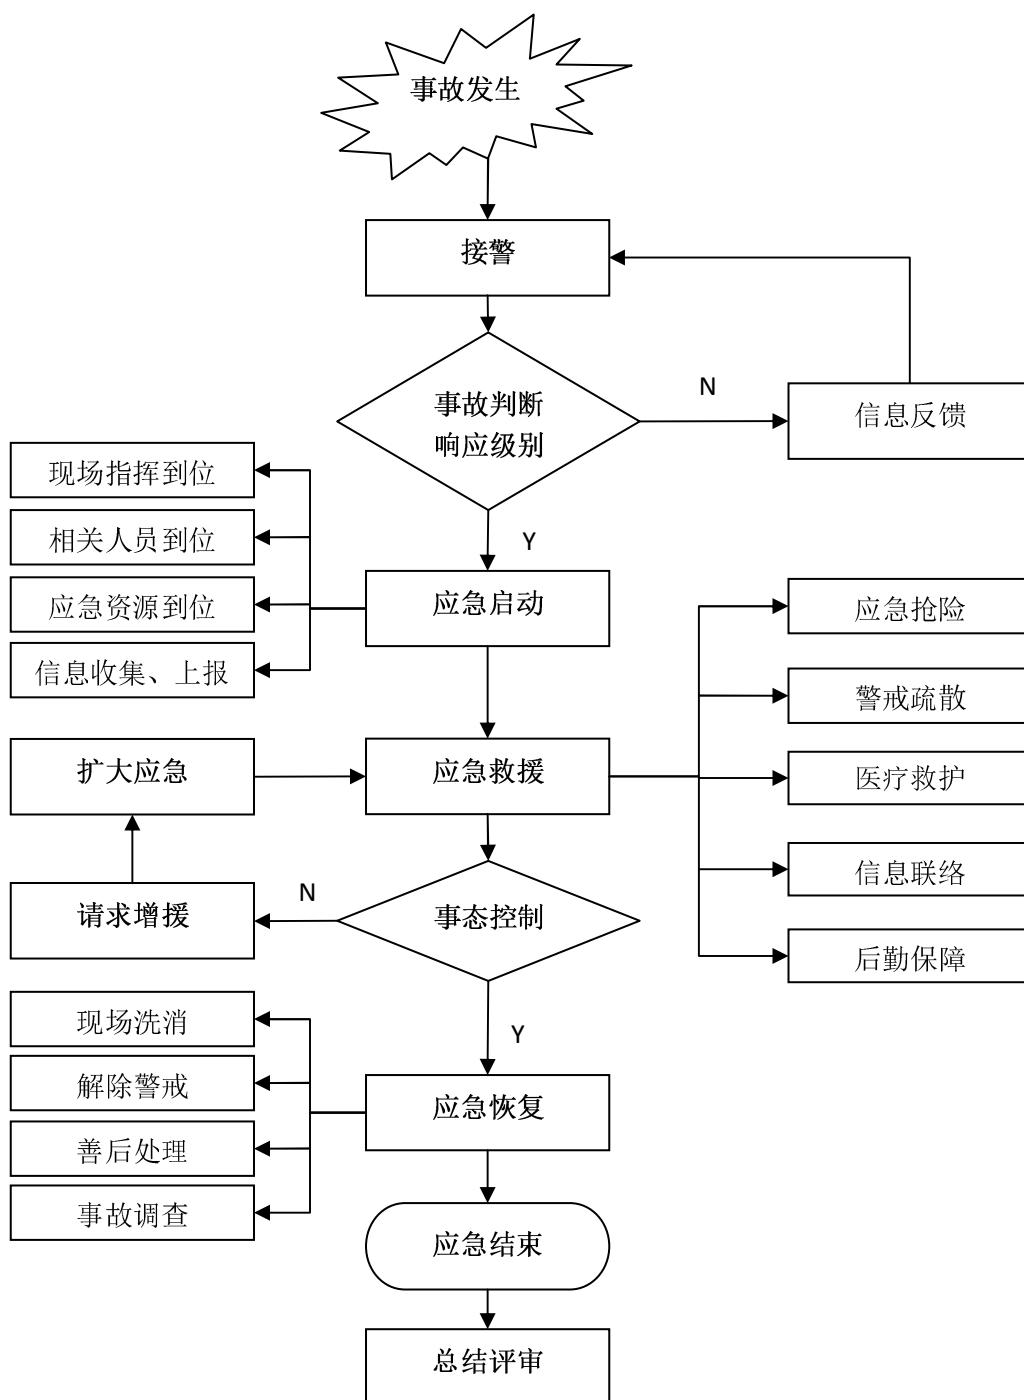 事故发生
接警
事故判断
响应级别
N
信息反馈
Y
现场指挥到位
相关人员到位
应急资源到位
信息收集、上报
应急启动
应急抢险
警戒疏散
医疗救护
信息联络
后勤保障
扩大应急
应急救援
请求增援
N
事态控制
Y
现场洗消
解除警戒
善后处理
事故调查
应急恢复
应急结束
总结评审